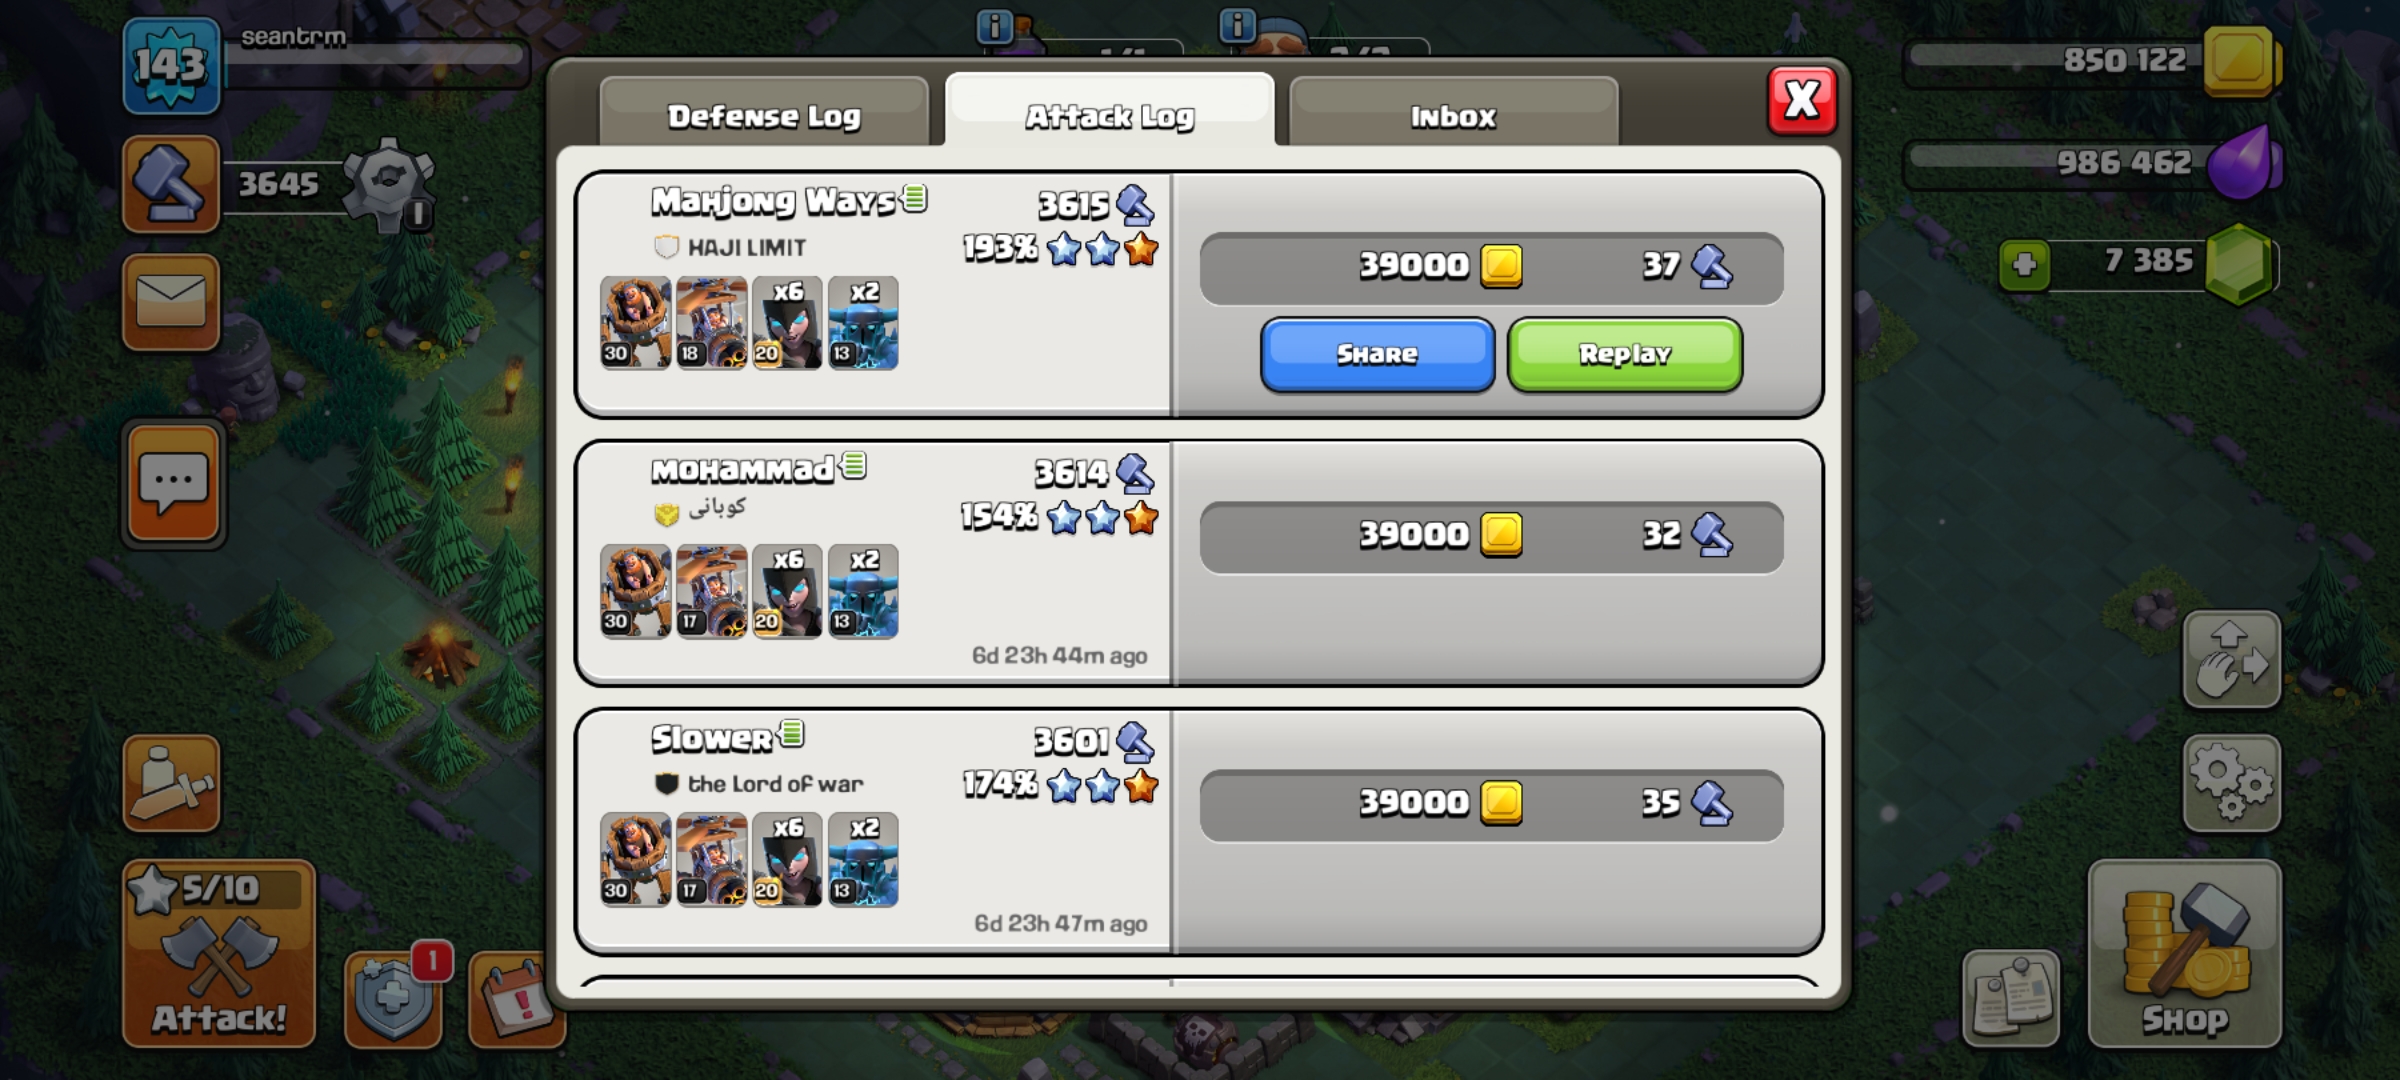 143
seantrm
3645
1
850 122
986 462
7 385
Defense Log
Attack Log
Inbox
X
Mahjong Ways
3615
HAJI LIMIT
193%
x6
x2
30
18
20
13
39000
37
Share
Replay
MOHAMMAD
3614
کوبانی
154%
x6
x2
30
17
20
13
6d 23h 44m ago
39000
32
Slower
3601
the Lord of war
174%
x6
x2
30
17
20
13
6d 23h 47m ago
39000
35
5/10
Attack!
1
Shop